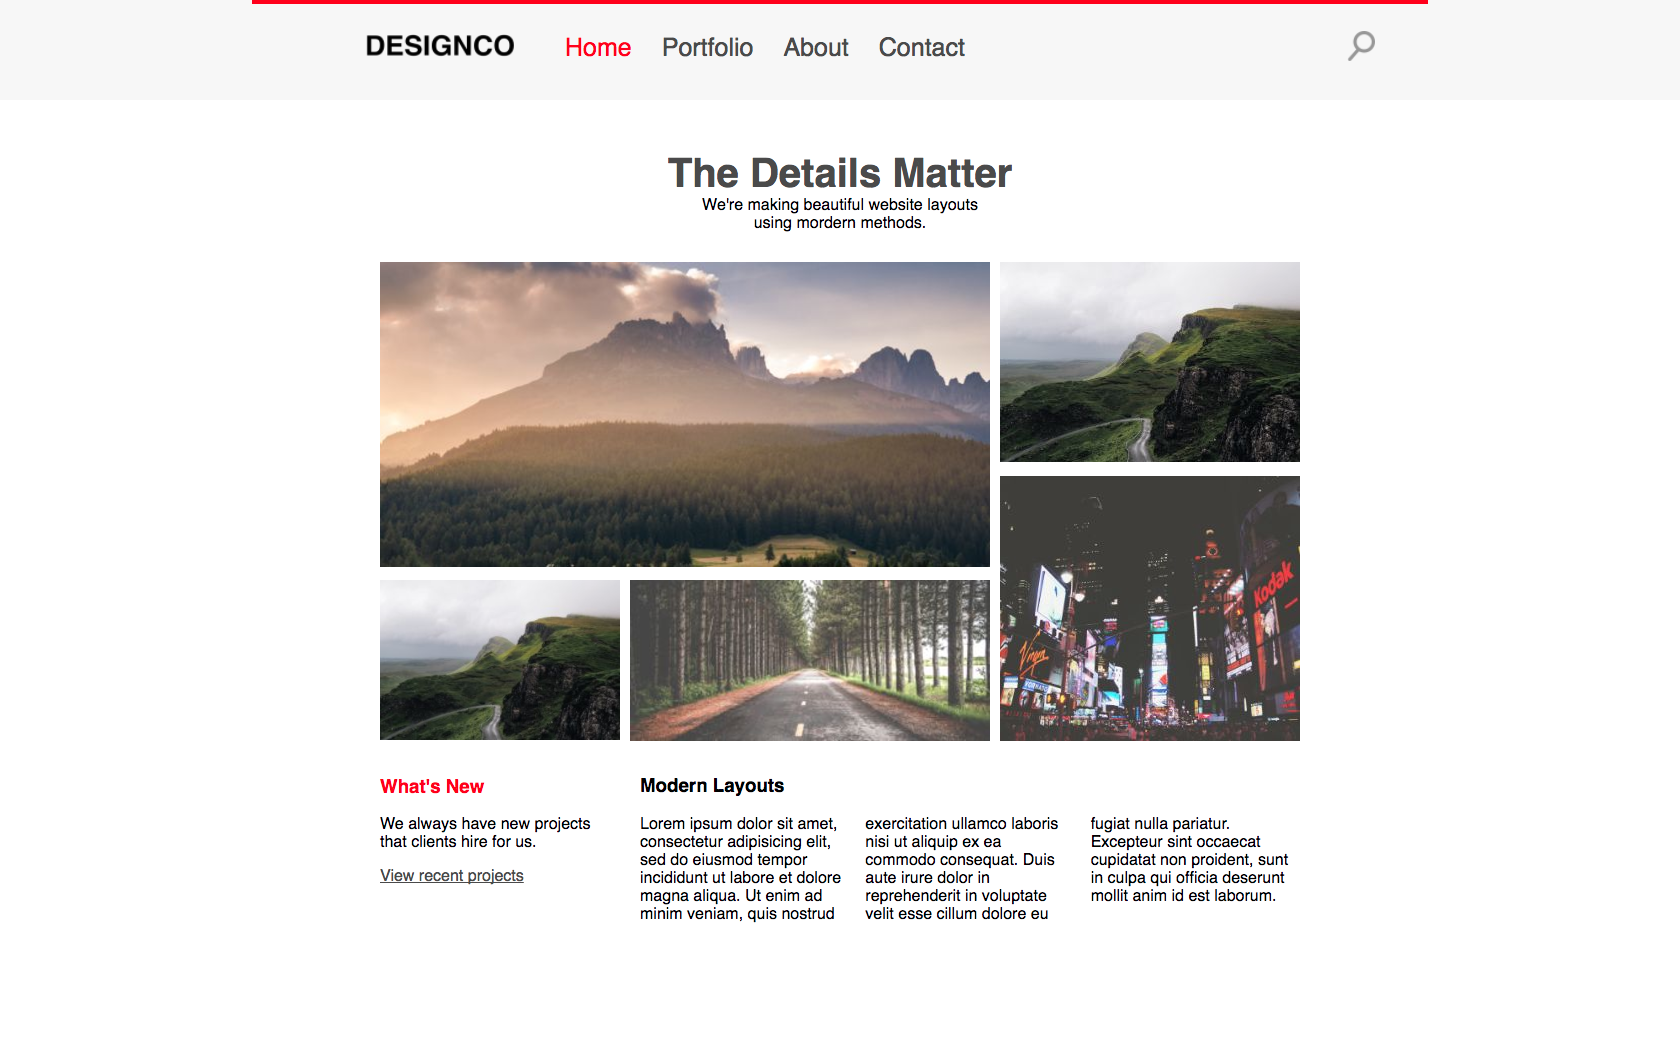 DESIGNCO Home Portfolio About Contact
The Details Matter
We're making beautiful website layouts
using mordern methods.
Kodak
Virgin
What's New
We always have new projects
that clients hire for us.
View recent projects
Modern Layouts
Lorem ipsum dolor sit amet,
consectetur adipisicing elit,
sed do eiusmod tempor
incididunt ut labore et dolore
magna aliqua. Ut enim ad
minim veniam, quis nostrud
exercitation ullamco laboris
nisi ut aliquip ex ea
commodo consequat. Duis
aute irure dolor in
reprehenderit in voluptate
velit esse cillum dolore eu
fugiat nulla pariatur.
Excepteur sint occaecat
cupidatat non proident, sunt
in culpa qui officia deserunt
mollit anim id est laborum.